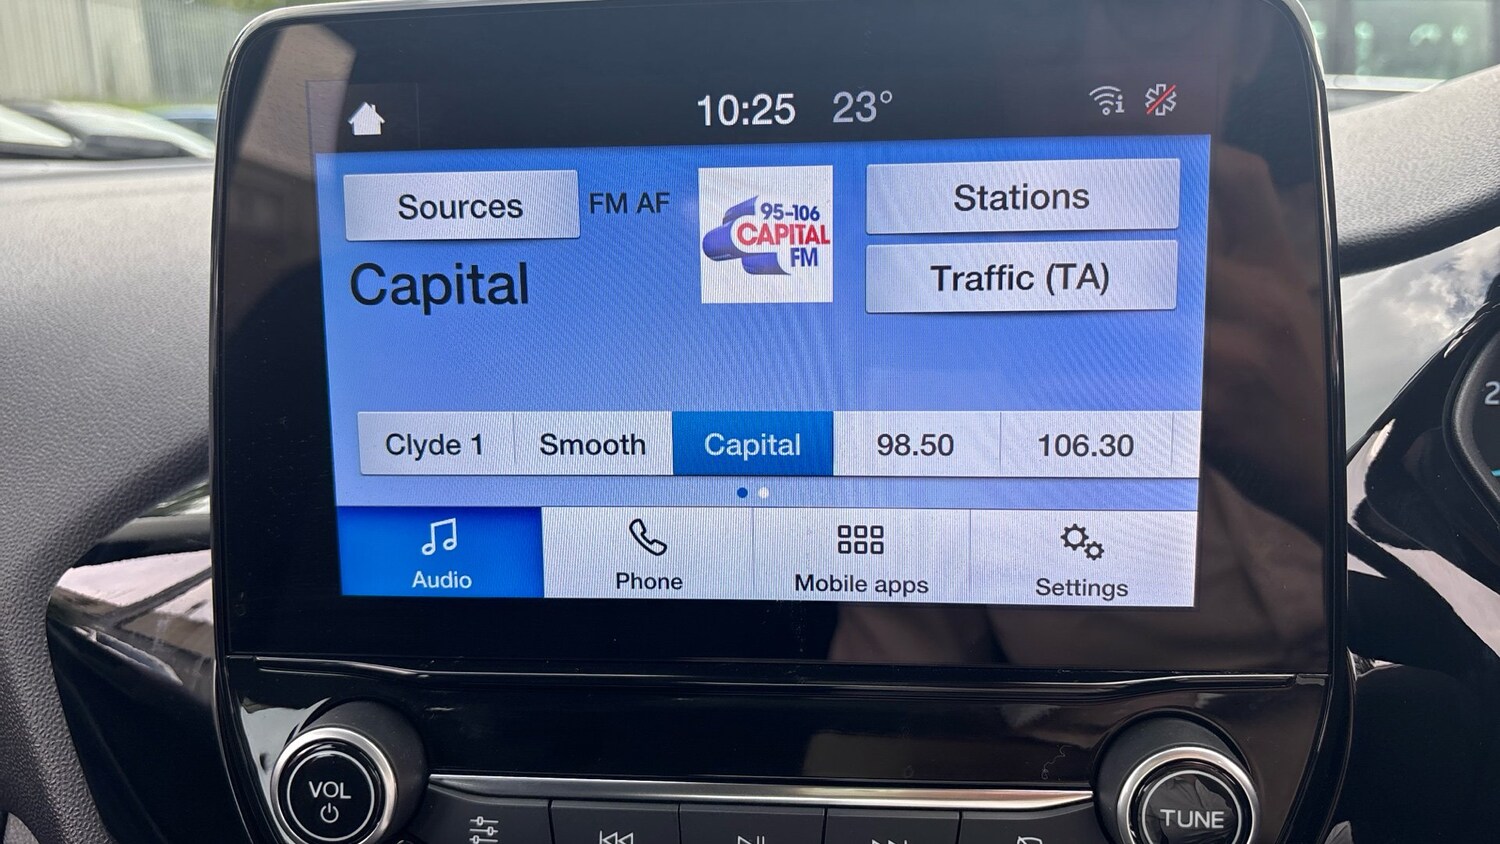 10:25 23°
Sources FM AF
95-106
CAPITAL
FM
Stations
Capital
Traffic (TA)
Clyde 1 Smooth Capital 98.50 106.30
Audio Phone Mobile apps Settings
VOL
TUNE
2